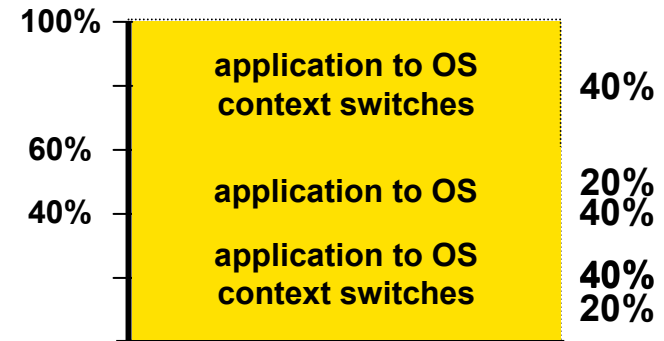 100%
application to OS
context switches
40%
60%
application to OS
20%
40%
40%
application to OS
context switches
40%
20%